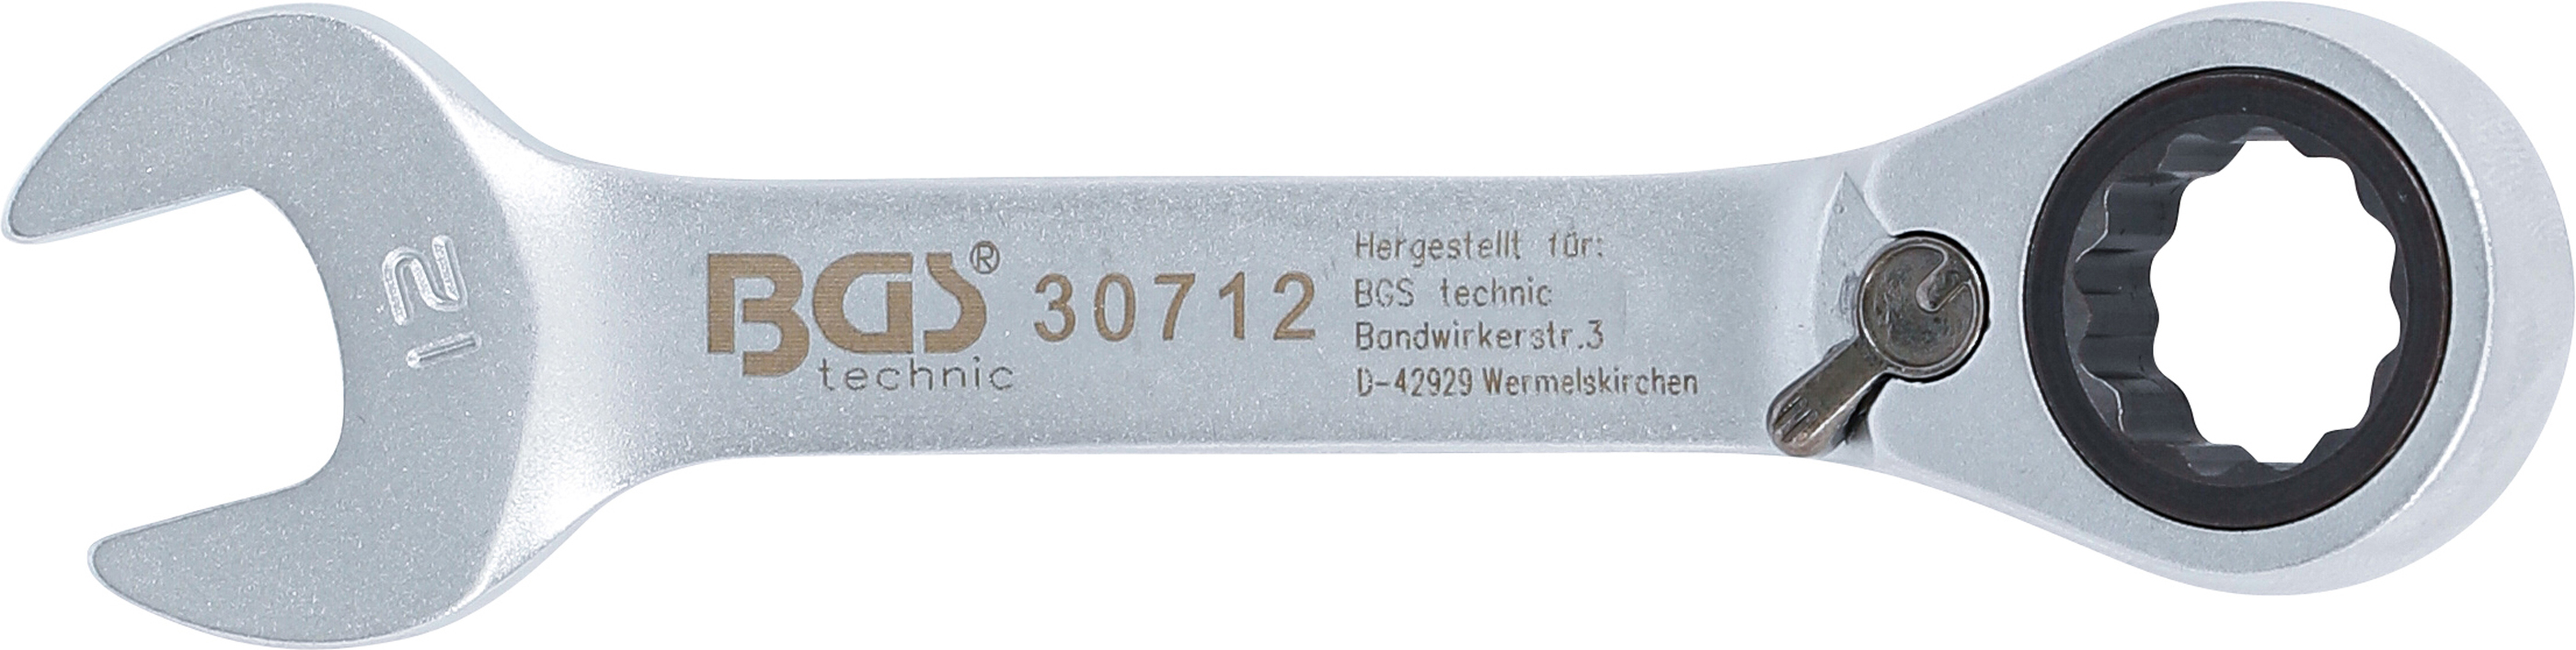 12
BGS®
technic
30712
Hergestellt für:
BGS technic
Bandwirkerstr.3
D-42929 Wermelskirchen